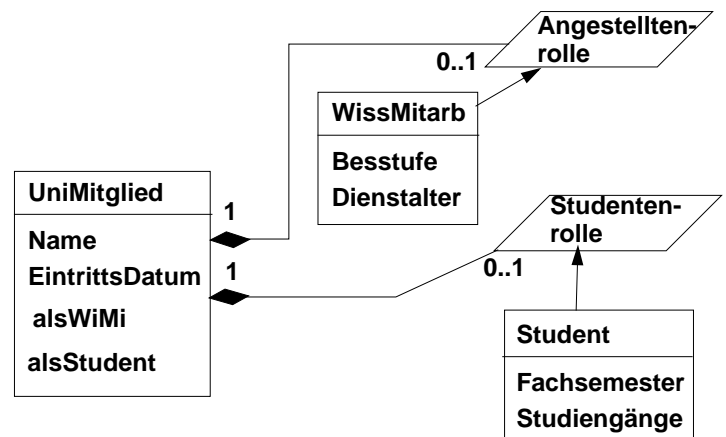 Angestellten-
rolle
0..1
WissMitarb
Besstufe
Dienstalter
UniMitglied
1
Name
EintrittsDatum
1
alsWiMi
alsStudent
Studenten-
rolle
0..1
Student
Fachsemester
Studiengänge